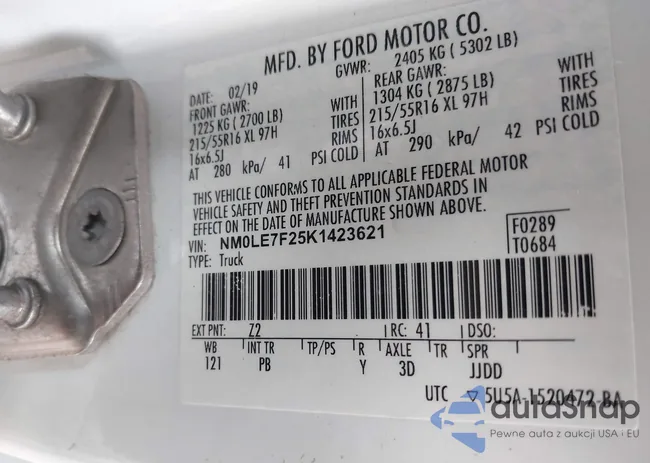 MFD. BY FORD MOTOR CO.
DATE: 02/19 GVWR: 2405 KG ( 5302 LB)
FRONT GAWR: WITH REAR GAWR: WITH
1225 KG ( 2700 LB) TIRES 1304 KG ( 2875 LB) TIRES
215/55R16 XL 97H RIMS 215/55R16 XL 97H RIMS
16x6.5J 16x6.5J
AT 280 kPa/ 41 PSI COLD AT 290 kPa/ 42 PSI COLD
THIS VEHICLE CONFORMS TO ALL APPLICABLE FEDERAL MOTOR
VEHICLE SAFETY AND THEFT PREVENTION STANDARDS IN
EFFECT ON THE DATE OF MANUFACTURE SHOWN ABOVE.
VIN: NM0LE7F25K1423621 F0289
TYPE: Truck T0684
EXT PNT: Z2 RC: 41 DSO:
WB INT TR TP/PS R AXLE TR SPR
121 PB Y 3D JJDD
UTC ▽ 5U5A-1520472-BA
autaSnap
Pewne auta z aukcji USA i EU